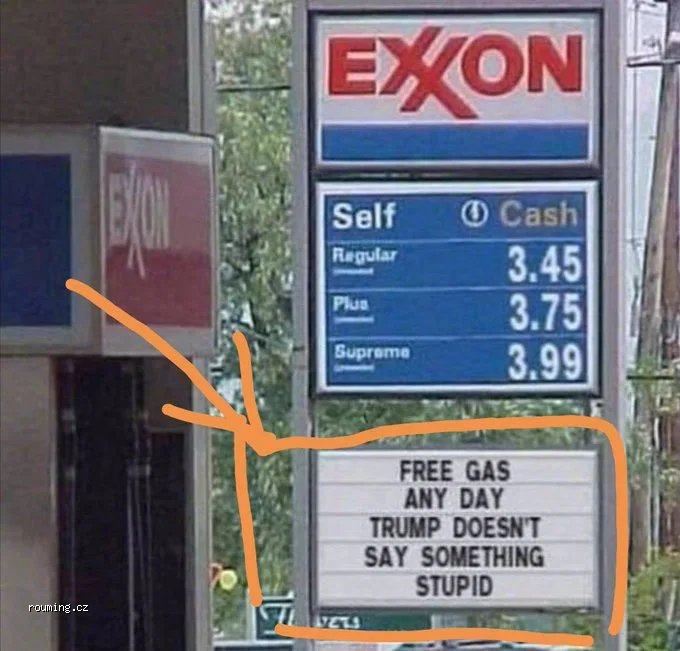 EXXON
EXXON
Self Cash
Regular 3.45
Plus 3.75
Supreme 3.99
FREE GAS
ANY DAY
TRUMP DOESN'T
SAY SOMETHING
STUPID
rouming.cz